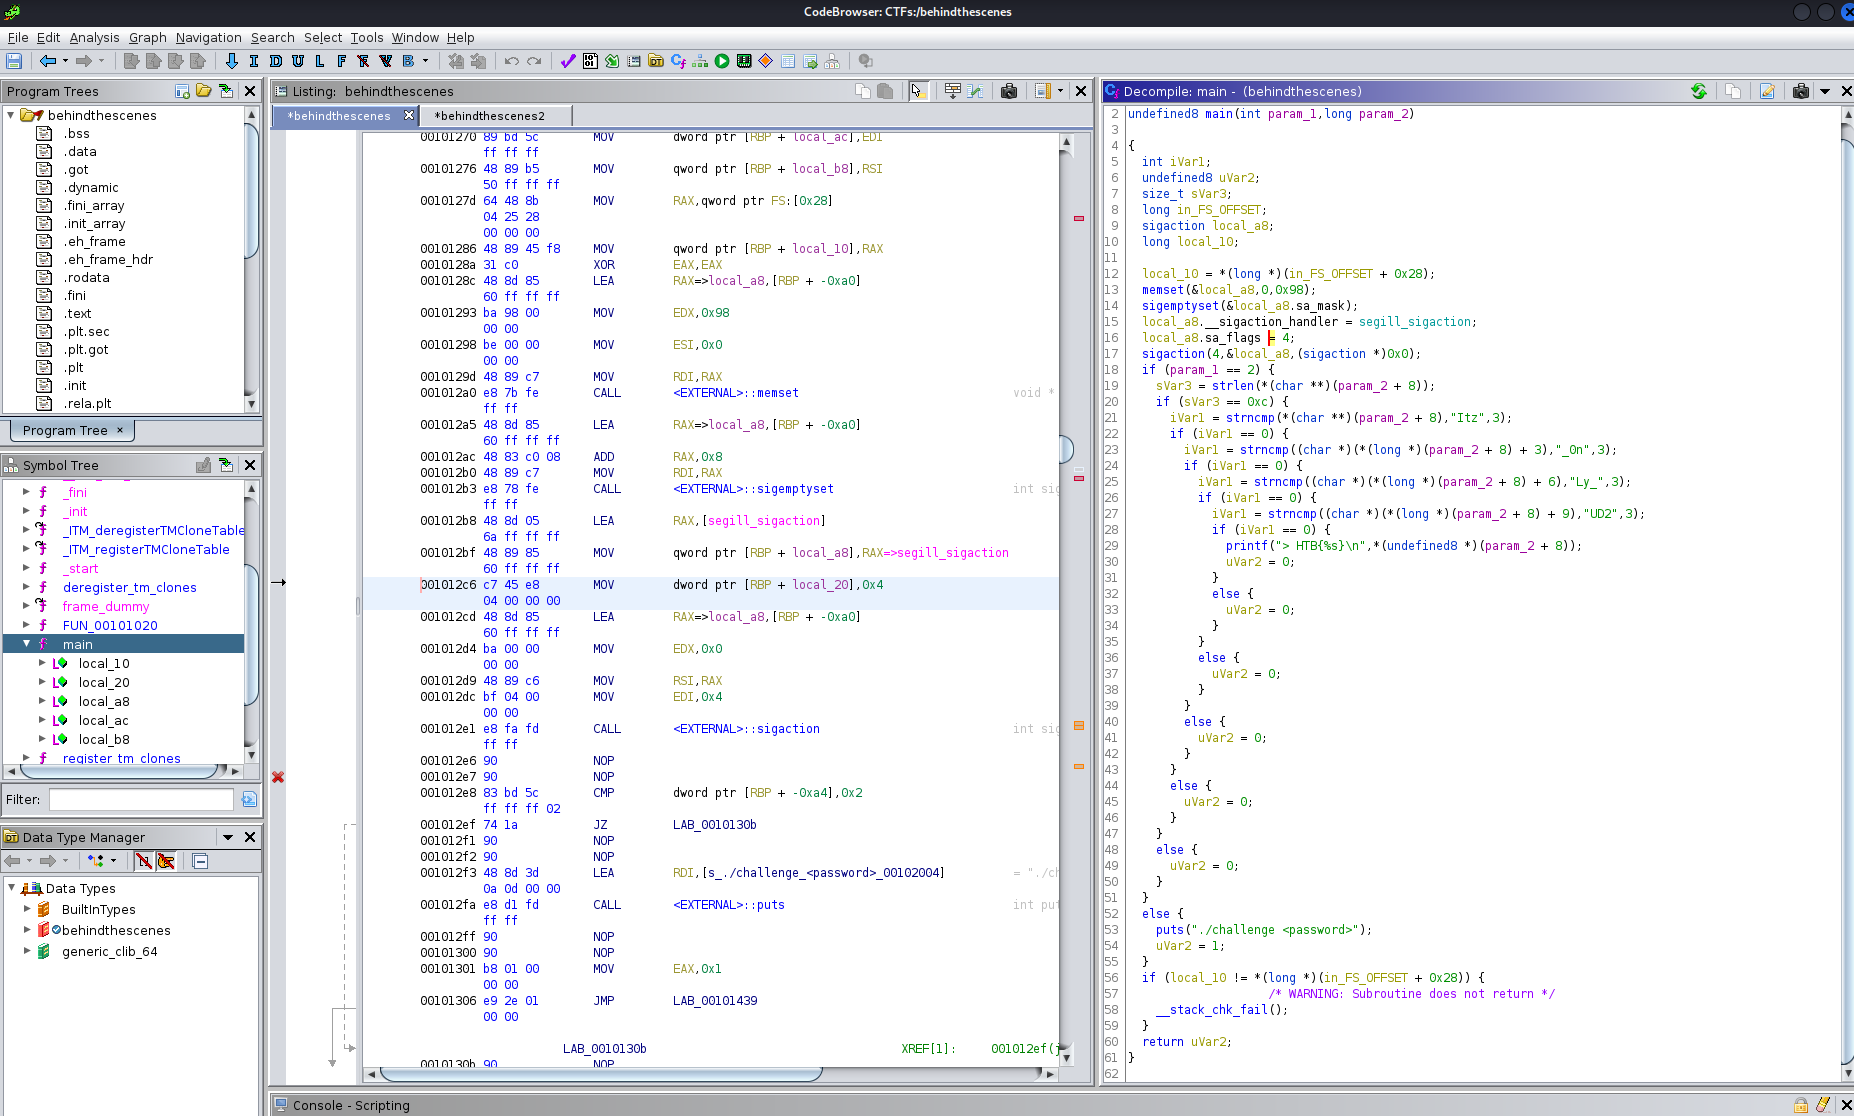 CodeBrowser: CTFs:/behindthescenes
File Edit Analysis Graph Navigation Search Select Tools Window Help
I D U L F F V B
Program Trees
behindthescenes
.bss
.data
.got
.dynamic
.fini_array
.init_array
.eh_frame
.eh_frame_hdr
.rodata
.fini
.text
.plt.sec
.plt.got
.plt
.init
.rela.plt
Program Tree ×
Symbol Tree
f _fini
f _init
f _ITM_deregisterTMCloneTable
f _ITM_registerTMCloneTable
f _start
f deregister_tm_clones
f frame_dummy
f FUN_00101020
f main
local_10
local_20
local_a8
local_ac
local_b8
f register_tm_clones
Filter:
Data Type Manager
Data Types
BuiltInTypes
behindthescenes
generic_clib_64
Listing: behindthescenes
*behindthescenes
*behindthescenes2
00101270 89 bd 5c MOV dword ptr [RBP + local_ac],EDI
ff ff ff
00101276 48 89 b5 MOV qword ptr [RBP + local_b8],RSI
50 ff ff ff
0010127d 64 48 8b MOV RAX,qword ptr FS:[0x28]
04 25 28
00 00 00
00101286 48 89 45 f8 MOV qword ptr [RBP + local_10],RAX
0010128a 31 c0 XOR EAX,EAX
0010128c 48 8d 85 LEA RAX=>local_a8,[RBP + -0xa0]
60 ff ff ff
00101293 ba 98 00 MOV EDX,0x98
00 00
00101298 be 00 00 MOV ESI,0x0
00 00
0010129d 48 89 c7 MOV RDI,RAX
001012a0 e8 7b fe CALL <EXTERNAL>::memset void *
ff ff
001012a5 48 8d 85 LEA RAX=>local_a8,[RBP + -0xa0]
60 ff ff ff
001012ac 48 83 c0 08 ADD RAX,0x8
001012b0 48 89 c7 MOV RDI,RAX
001012b3 e8 78 fe CALL <EXTERNAL>::sigemptyset int sig
ff ff
001012b8 48 8d 05 LEA RAX,[segill_sigaction]
6a ff ff ff
001012bf 48 89 85 MOV qword ptr [RBP + local_a8],RAX=>segill_sigaction
60 ff ff ff
001012c6 c7 45 e8 MOV dword ptr [RBP + local_20],0x4
04 00 00 00
001012cd 48 8d 85 LEA RAX=>local_a8,[RBP + -0xa0]
60 ff ff ff
001012d4 ba 00 00 MOV EDX,0x0
00 00
001012d9 48 89 c6 MOV RSI,RAX
001012dc bf 04 00 MOV EDI,0x4
00 00
001012e1 e8 fa fd CALL <EXTERNAL>::sigaction int sig
ff ff
001012e6 90 NOP
001012e7 90 NOP
001012e8 83 bd 5c CMP dword ptr [RBP + -0xa4],0x2
ff ff ff 02
001012ef 74 1a JZ LAB_0010130b
001012f1 90 NOP
001012f2 90 NOP
001012f3 48 8d 3d LEA RDI,[s_./challenge_<password>_00102004] = "./ch
0a 0d 00 00
001012fa e8 d1 fd CALL <EXTERNAL>::puts int put
ff ff
001012ff 90 NOP
00101300 90 NOP
00101301 b8 01 00 MOV EAX,0x1
00 00
00101306 e9 2e 01 JMP LAB_00101439
00 00
LAB_0010130b XREF[1]: 001012ef(j
0010130b 90 NOP
Decompile: main - (behindthescenes)
2 undefined8 main(int param_1,long param_2)
3
4 {
5 int iVar1;
6 undefined8 uVar2;
7 size_t sVar3;
8 long in_FS_OFFSET;
9 sigaction local_a8;
10 long local_10;
11
12 local_10 = *(long *)(in_FS_OFFSET + 0x28);
13 memset(&local_a8,0,0x98);
14 sigemptyset(&local_a8.sa_mask);
15 local_a8.__sigaction_handler = segill_sigaction;
16 local_a8.sa_flags = 4;
17 sigaction(4,&local_a8,(sigaction *)0x0);
18 if (param_1 == 2) {
19 sVar3 = strlen(*(char **)(param_2 + 8));
20 if (sVar3 == 0xc) {
21 iVar1 = strncmp(*(char **)(param_2 + 8),"Itz",3);
22 if (iVar1 == 0) {
23 iVar1 = strncmp((char *)(*(long *)(param_2 + 8) + 3),"_0n",3);
24 if (iVar1 == 0) {
25 iVar1 = strncmp((char *)(*(long *)(param_2 + 8) + 6),"Ly_",3);
26 if (iVar1 == 0) {
27 iVar1 = strncmp((char *)(*(long *)(param_2 + 8) + 9),"UD2",3);
28 if (iVar1 == 0) {
29 printf("> HTB{%s}\n",*(undefined8 *)(param_2 + 8));
30 uVar2 = 0;
31 }
32 else {
33 uVar2 = 0;
34 }
35 }
36 else {
37 uVar2 = 0;
38 }
39 }
40 else {
41 uVar2 = 0;
42 }
43 }
44 else {
45 uVar2 = 0;
46 }
47 }
48 else {
49 uVar2 = 0;
50 }
51 }
52 else {
53 puts("./challenge <password>");
54 uVar2 = 1;
55 }
56 if (local_10 != *(long *)(in_FS_OFFSET + 0x28)) {
57 /* WARNING: Subroutine does not return */
58 __stack_chk_fail();
59 }
60 return uVar2;
61 }
62
Console - Scripting